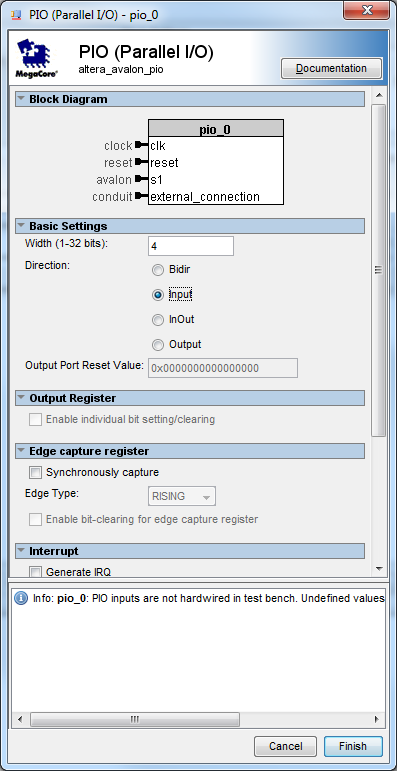 PIO (Parallel I/O) - pio_0
PIO (Parallel I/O)
altera_avalon_pio
MegaCore®
Documentation
Block Diagram
pio_0
clock clk
reset reset
avalon s1
conduit external_connection
Basic Settings
Width (1-32 bits): 4
Direction:
Bidir
Input
InOut
Output
Output Port Reset Value: 0x0000000000000000
Output Register
Enable individual bit setting/clearing
Edge capture register
Synchronously capture
Edge Type: RISING
Enable bit-clearing for edge capture register
Interrupt
Generate IRQ
Info: pio_0: PIO inputs are not hardwired in test bench. Undefined values
Cancel Finish